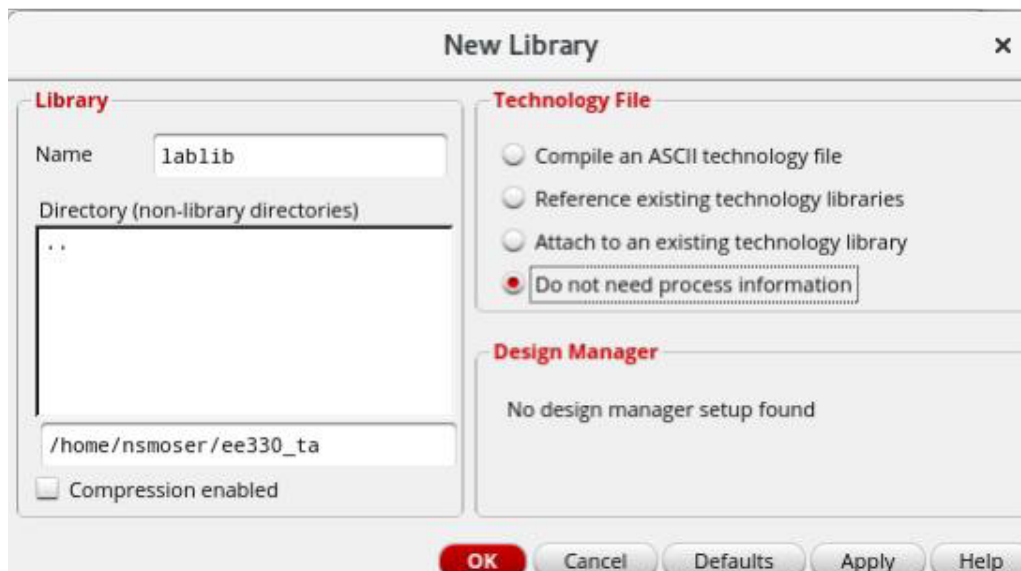 New Library
Library
Name lablib
Directory (non-library directories)
..
/home/nsmoser/ee330_ta
Compression enabled
Technology File
Compile an ASCII technology file
Reference existing technology libraries
Attach to an existing technology library
Do not need process information
Design Manager
No design manager setup found
OK Cancel Defaults Apply Help